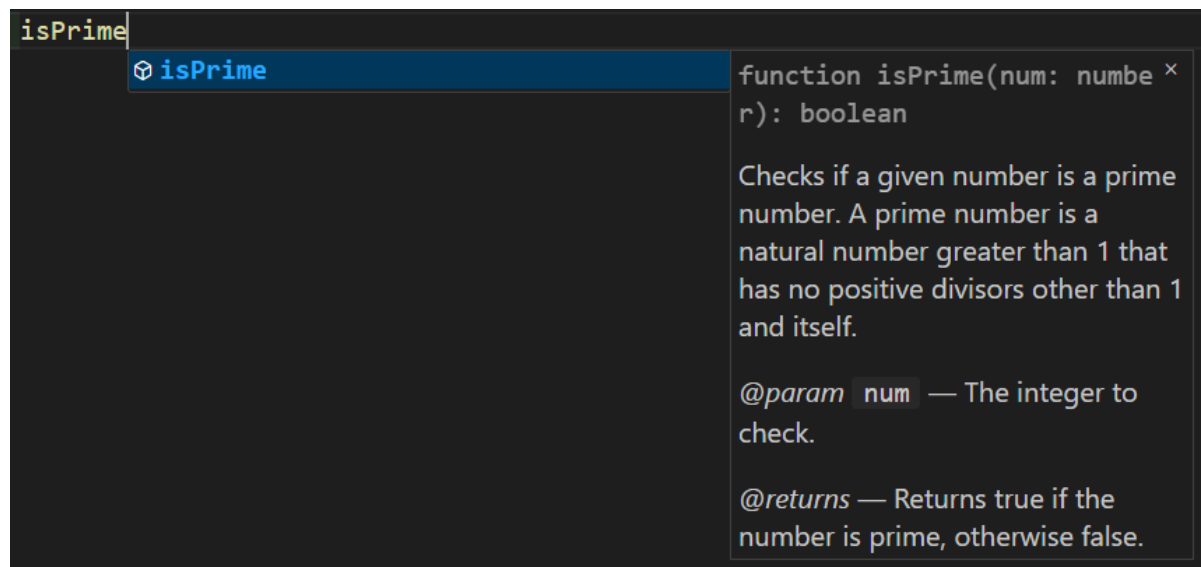 isPrime
isPrime
function isPrime(num: numbe ×
r): boolean
Checks if a given number is a prime
number. A prime number is a
natural number greater than 1 that
has no positive divisors other than 1
and itself.
@param num — The integer to
check.
@returns — Returns true if the
number is prime, otherwise false.